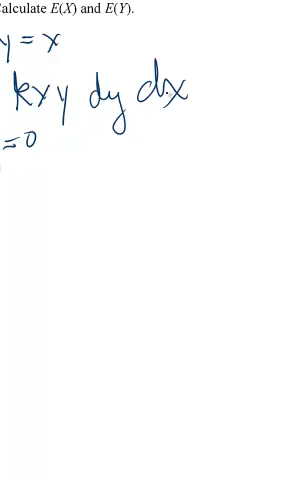 alculate E(X) and E(Y).
y = x
kxy dy dx
=0